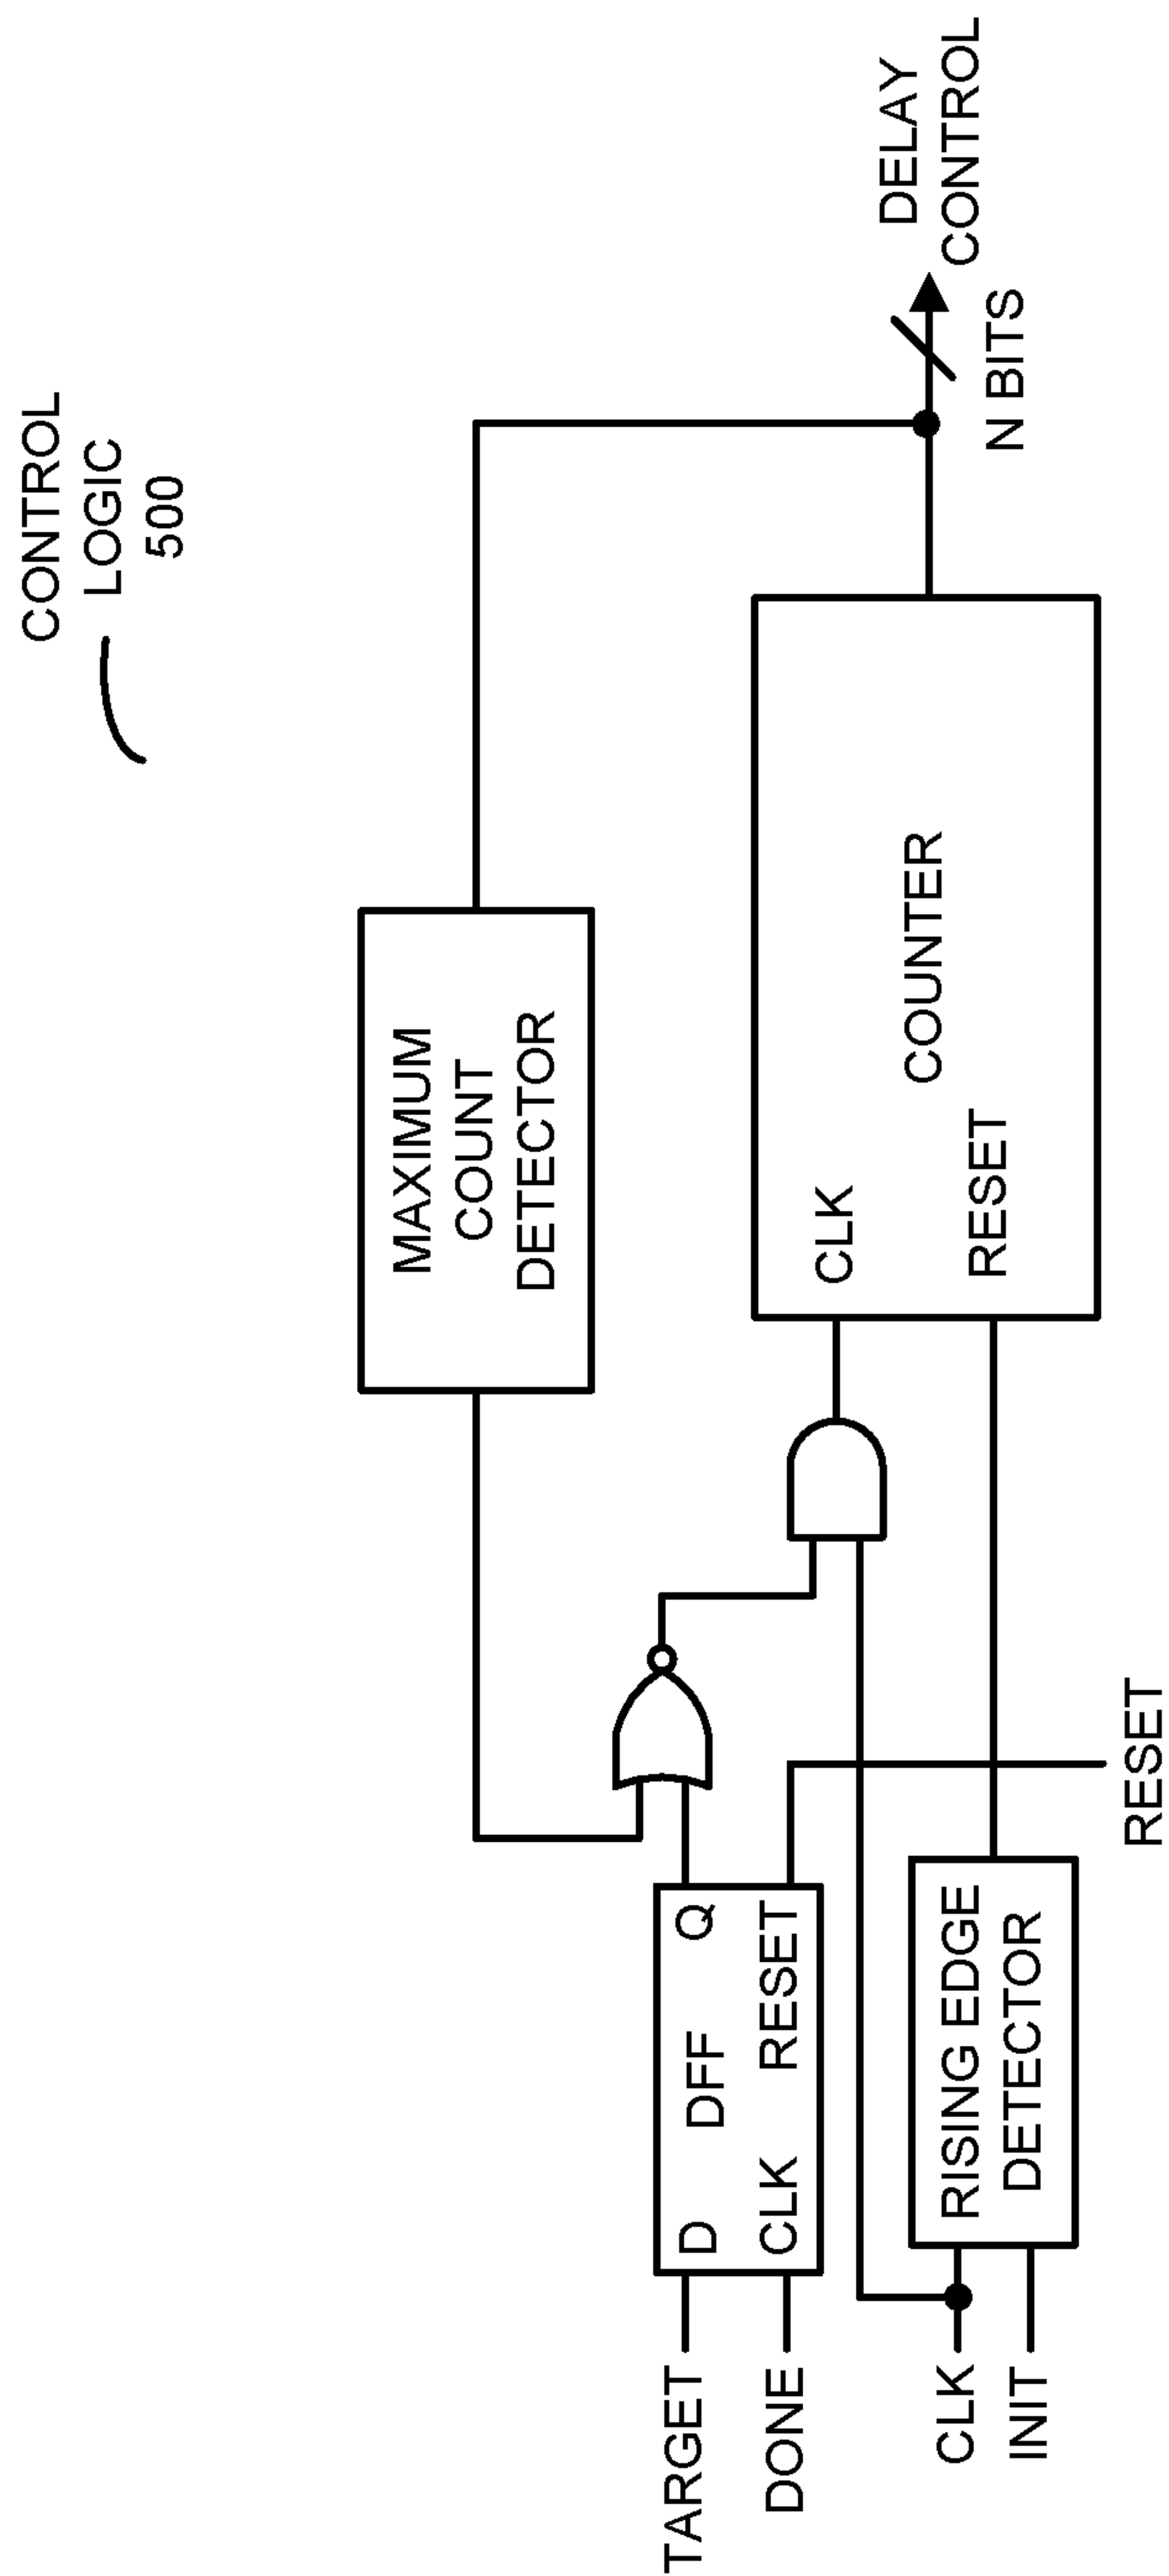 CONTROL
LOGIC
500
MAXIMUM
COUNT
DETECTOR
TARGET
D
Q
DFF
DONE
CLK
RESET
CLK
RESET
COUNTER
DELAY
CONTROL
N BITS
CLK
INIT
RISING EDGE
DETECTOR
RESET